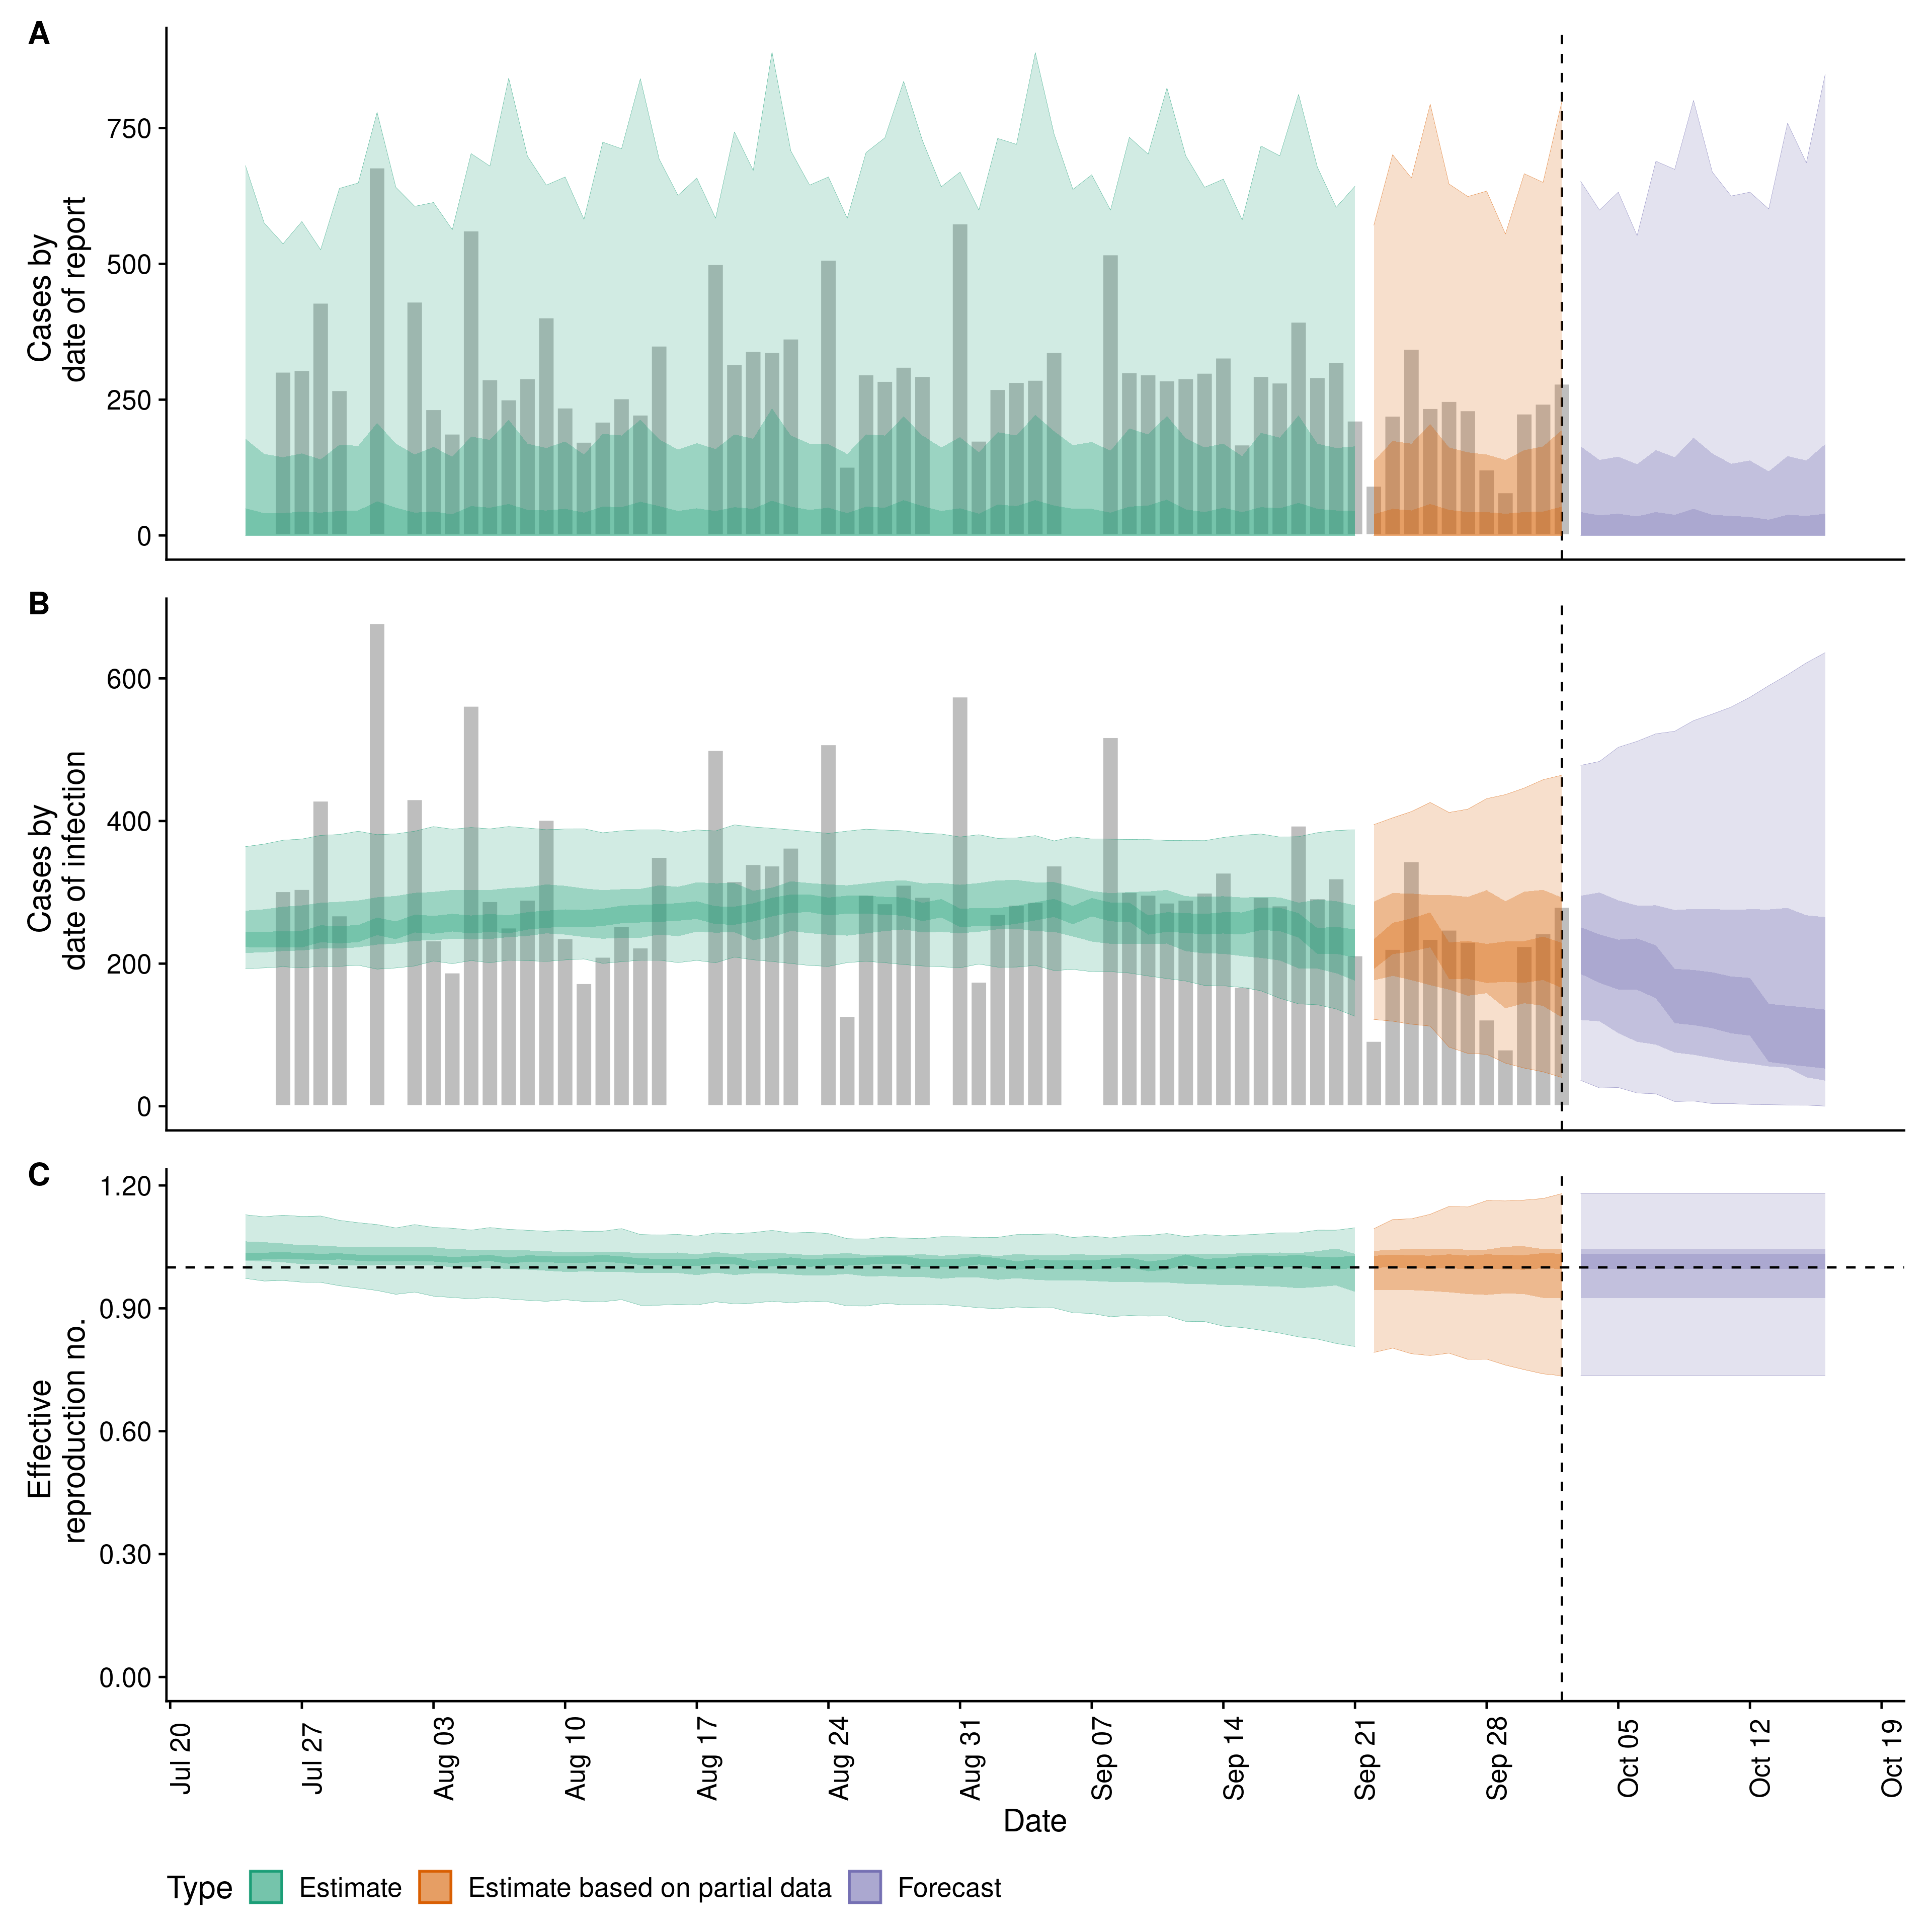 A
Cases by
date of report
750
500
250
0
B
Cases by
date of infection
600
400
200
0
C
Effective
reproduction no.
1.20
0.90
0.60
0.30
0.00
Jul 20
Jul 27
Aug 03
Aug 10
Aug 17
Aug 24
Aug 31
Sep 07
Sep 14
Sep 21
Sep 28
Oct 05
Oct 12
Oct 19
Date
Type Estimate Estimate based on partial data Forecast